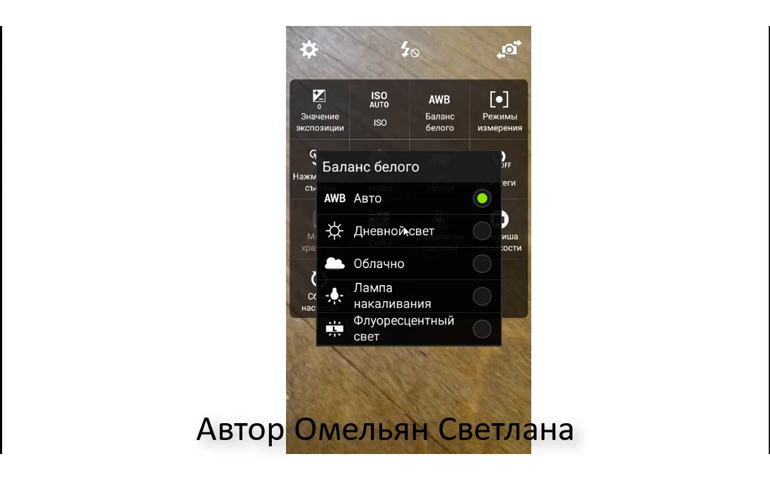 0
ISO
AUTO
AWB
Значение
экспозиции
ISO
Баланс
белого
Режимы
измерения
Баланс белого
AWB Авто
Дневной свет
Облачно
Лампа
накаливания
Флуоресцентный
свет
Автор Омельян Светлана